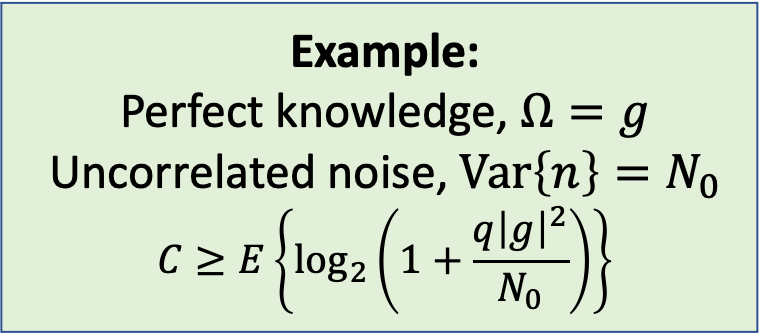 Example:
Perfect knowledge, Ω = g
Uncorrelated noise, Var{n} = N₀
C ≥ E {log₂ (1 + q|g|² / N₀)}